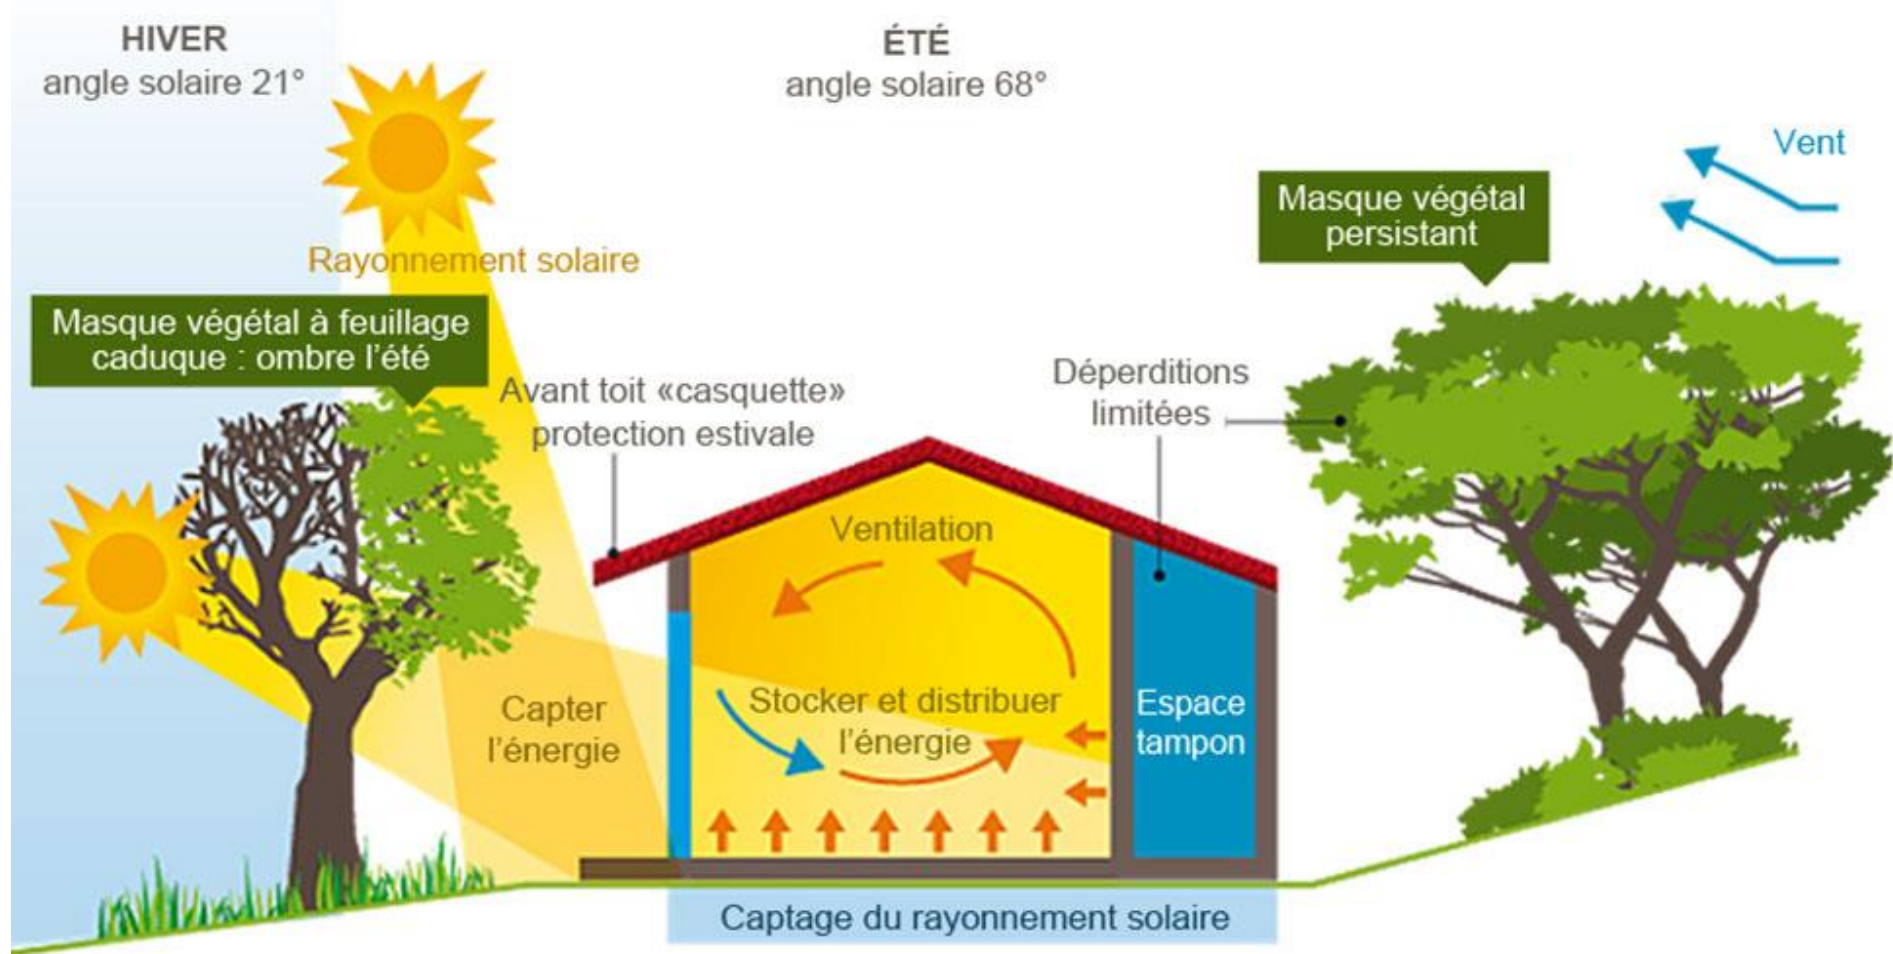 HIVER
angle solaire 21°
ÉTÉ
angle solaire 68°
Vent
Masque végétal
persistant
Rayonnement solaire
Masque végétal à feuillage
caduque : ombre l’été
Avant toit «casquette»
protection estivale
Déperditions
limitées
Ventilation
Capter
l’énergie
Stocker et distribuer
l’énergie
Espace
tampon
Captage du rayonnement solaire